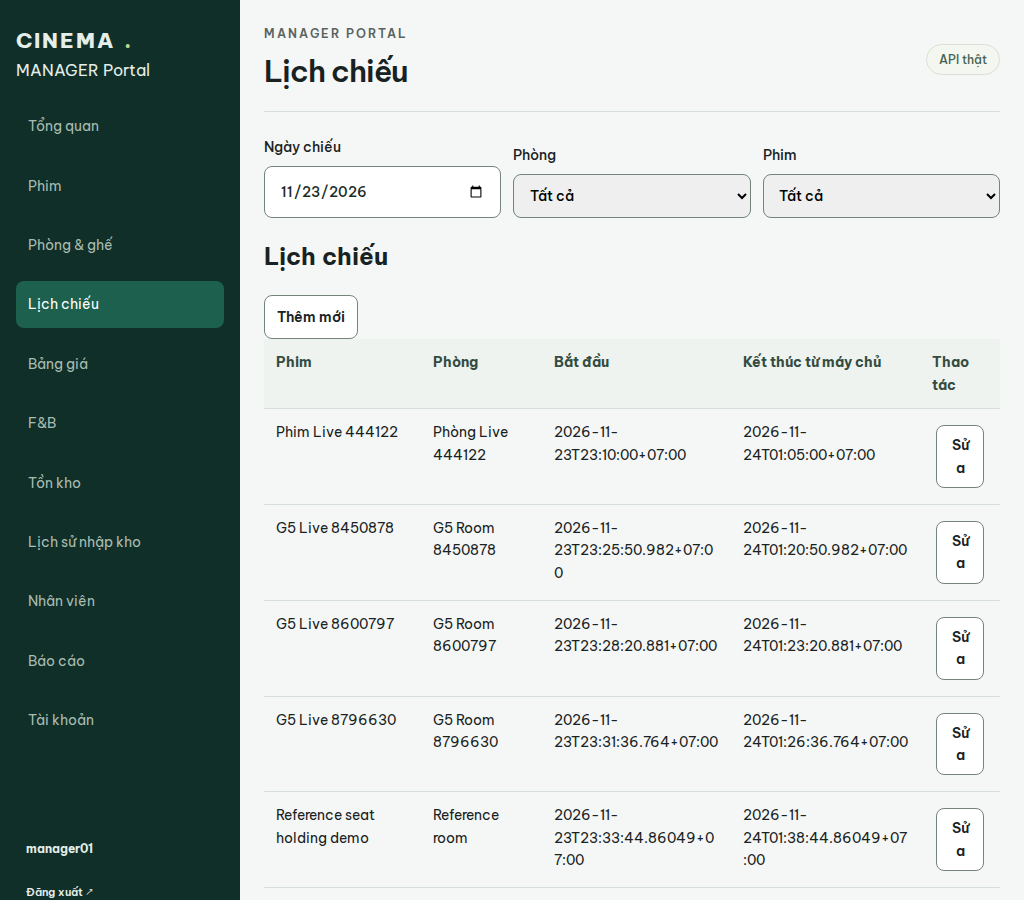 CINEMA .
MANAGER Portal
Tổng quan
Phim
Phòng & ghế
Lịch chiếu
Bảng giá
F&B
Tồn kho
Lịch sử nhập kho
Nhân viên
Báo cáo
Tài khoản
manager01
Đăng xuất ↗
MANAGER PORTAL
Lịch chiếu
API thật
Ngày chiếu
Phòng
Phim
11/23/2026
Tất cả
Tất cả
Lịch chiếu
Thêm mới
Phim
Phòng
Bắt đầu
Kết thúc từ máy chủ
Thao
tác
Phim Live 444122
Phòng Live
444122
2026-11-
23T23:10:00+07:00
2026-11-
24T01:05:00+07:00
Sử
a
G5 Live 8450878
G5 Room
8450878
2026-11-
23T23:25:50.982+07:0
0
2026-11-
24T01:20:50.982+07:00
Sử
a
G5 Live 8600797
G5 Room
8600797
2026-11-
23T23:28:20.881+07:00
2026-11-
24T01:23:20.881+07:00
Sử
a
G5 Live 8796630
G5 Room
8796630
2026-11-
23T23:31:36.764+07:00
2026-11-
24T01:26:36.764+07:00
Sử
a
Reference seat
holding demo
Reference
room
2026-11-
23T23:33:44.86049+0
7:00
2026-11-
24T01:38:44.86049+07
:00
Sử
a